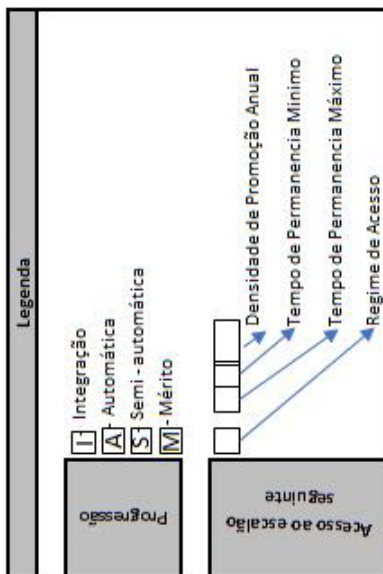 Legenda
Progressão
I - Integração
A - Automática
S - Semi - automática
M - Mérito
Acesso ao escalão
seguinte
Densidade de Promoção Anual
Tempo de Permanencia Minimo
Tempo de Permanencia Máximo
Regime de Acesso